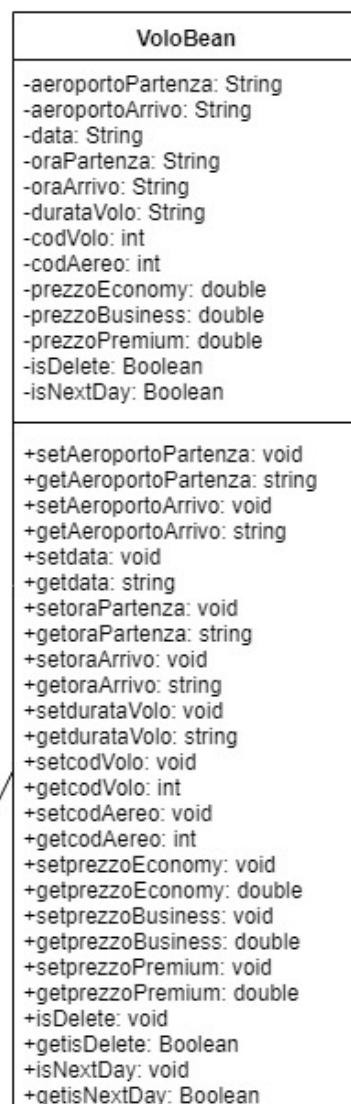 VoloBean
-aeroportoPartenza: String
-aeroportoArrivo: String
-data: String
-oraPartenza: String
-oraArrivo: String
-durataVolo: String
-codVolo: int
-codAereo: int
-prezzoEconomy: double
-prezzoBusiness: double
-prezzoPremium: double
-isDelete: Boolean
-isNextDay: Boolean
+setAeroportoPartenza: void
+getAeroportoPartenza: string
+setAeroportoArrivo: void
+getAeroportoArrivo: string
+setdata: void
+getdata: string
+setoraPartenza: void
+getoraPartenza: string
+setoraArrivo: void
+getoraArrivo: string
+setdurataVolo: void
+getdurataVolo: string
+setcodVolo: void
+getcodVolo: int
+setcodAereo: void
+getcodAereo: int
+setprezzoEconomy: void
+getprezzoEconomy: double
+setprezzoBusiness: void
+getprezzoBusiness: double
+setprezzoPremium: void
+getprezzoPremium: double
+isDelete: void
+getisDelete: Boolean
+isNextDay: void
+getisNextDay: Boolean